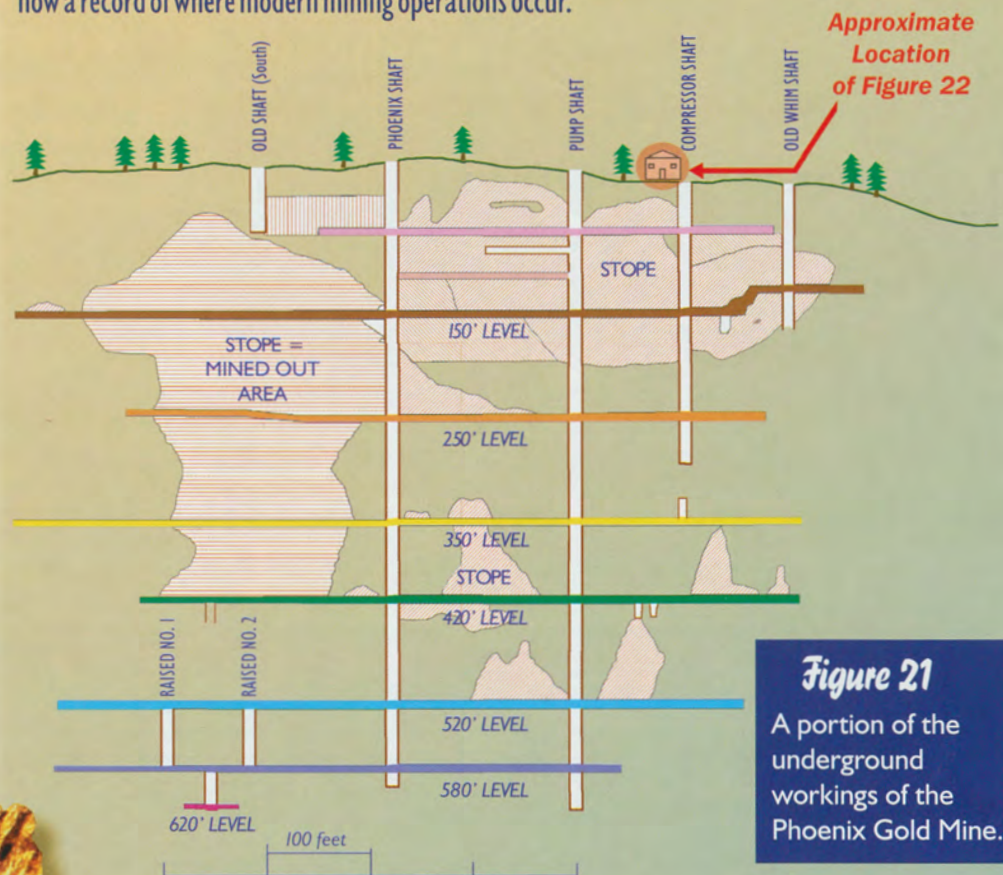 now a record of where modern mining operations occur.
Approximate
Location
of Figure 22
OLD SHAFT (South)
PHOENIX SHAFT
PUMP SHAFT
COMPRESSOR SHAFT
OLD WHIM SHAFT
STOPE
150' LEVEL
STOPE =
MINED OUT
AREA
250' LEVEL
350' LEVEL
STOPE
420' LEVEL
RAISED NO. 1
RAISED NO. 2
520' LEVEL
580' LEVEL
620' LEVEL
100 feet
Figure 21
A portion of the
underground
workings of the
Phoenix Gold Mine.